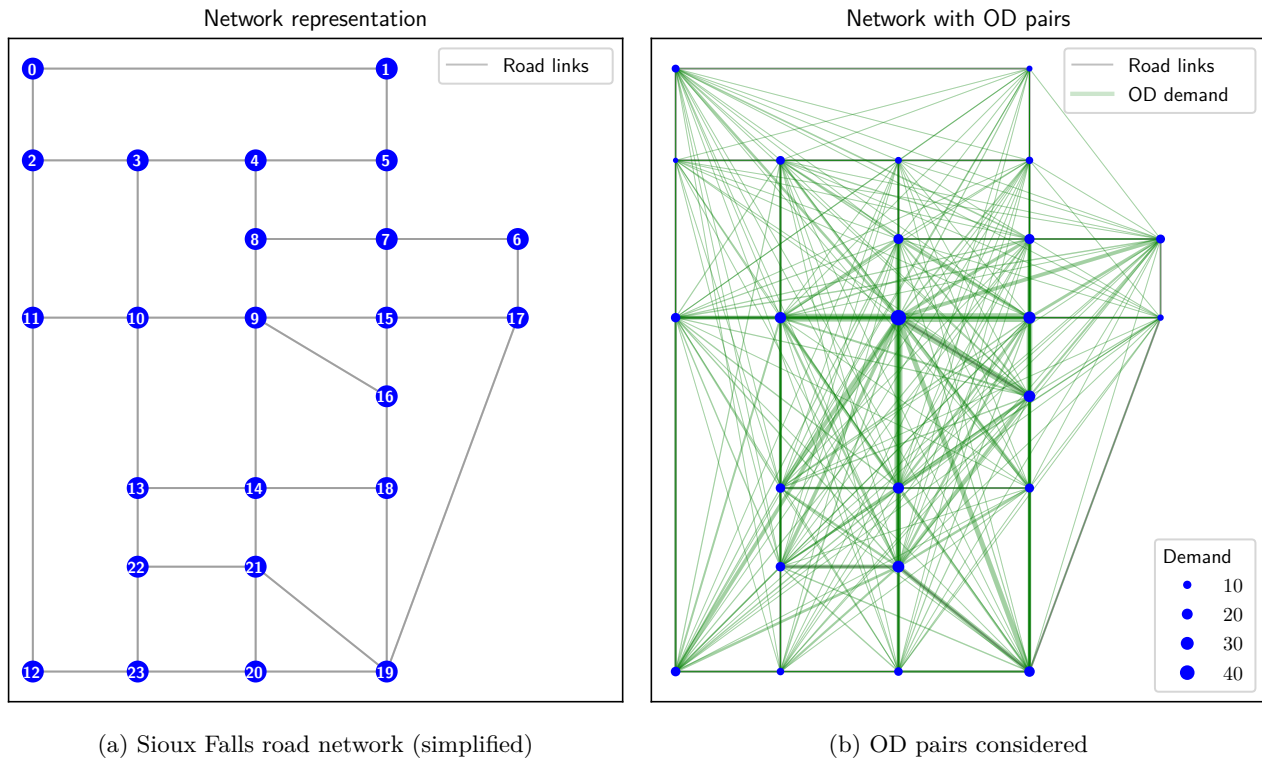 Network representation
0 1
Road links
2 3 4 5
8 7 6
11 10 9 15 17
16
13 14 18
22 21
12 23 20 19
(a) Sioux Falls road network (simplified)
Network with OD pairs
Road links
OD demand
Demand
10
20
30
40
(b) OD pairs considered